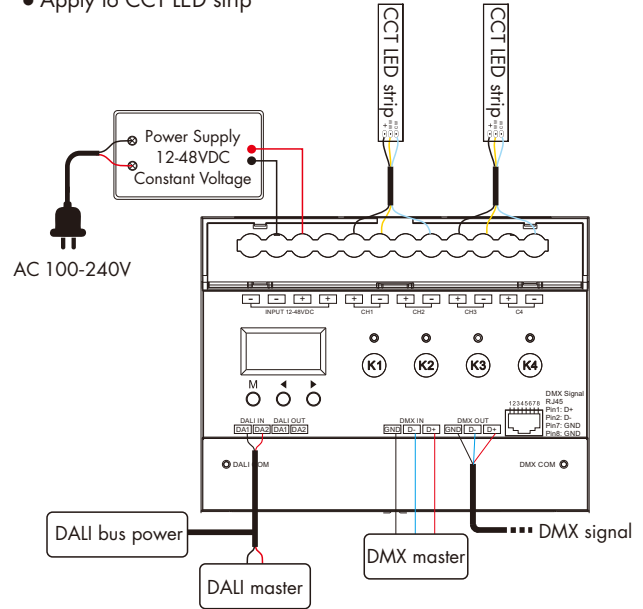 ● Apply to CCT LED strip
CCT LED strip
CCT LED strip
Power Supply
12-48VDC
Constant Voltage
AC 100-240V
- - + + + - + - + - + -
INPUT 12-48VDC CH1 CH2 CH3 C4
K1 K2 K3 K4
M ◀ ▶
12345678
DMX Signal
RJ45
Pin1: D+
Pin2: D-
Pin7: GND
Pin8: GND
DALI IN DALI OUT DMX IN DMX OUT
DA1 DA2 DA1 DA2 GND D- D+ GND D- D+
DALI COM DMX COM
DALI bus power
DALI master
DMX master
DMX signal